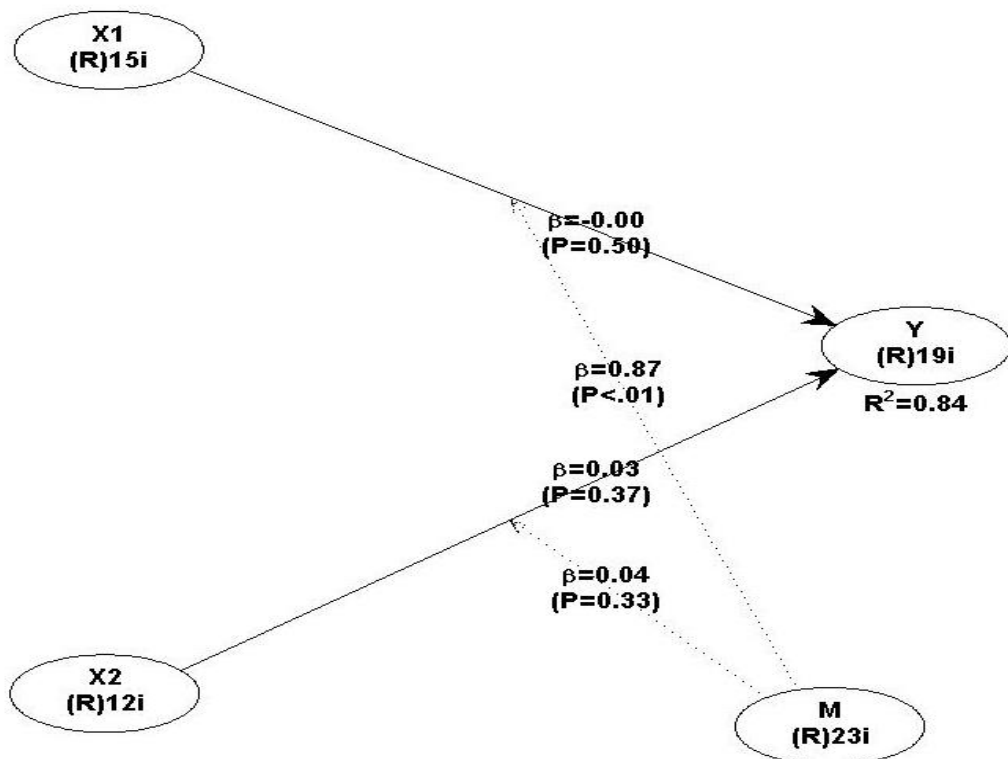 X1
(R)15i
β=-0.00
(P=0.50)
Y
(R)19i
R²=0.84
β=0.87
(P<.01)
β=0.03
(P=0.37)
β=0.04
(P=0.33)
X2
(R)12i
M
(R)23i